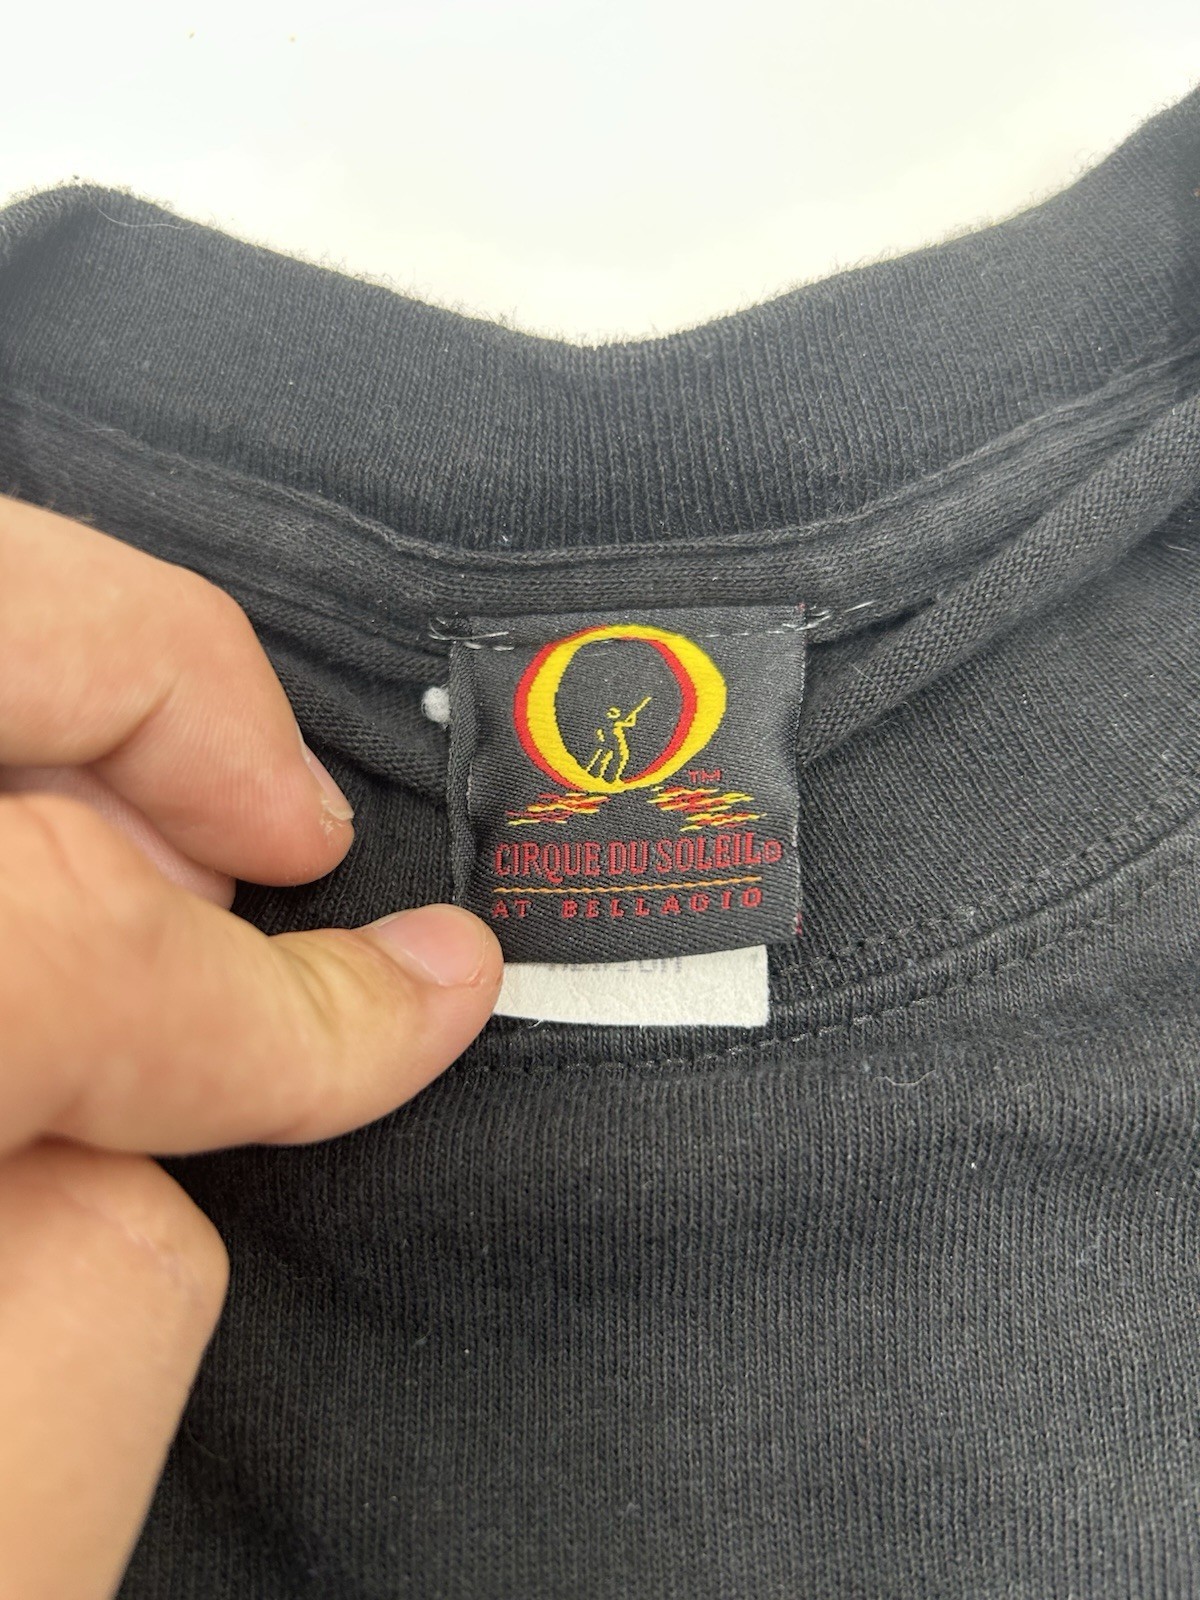 O
TM
CIRQUE DU SOLEIL®
AT BELLAGIO